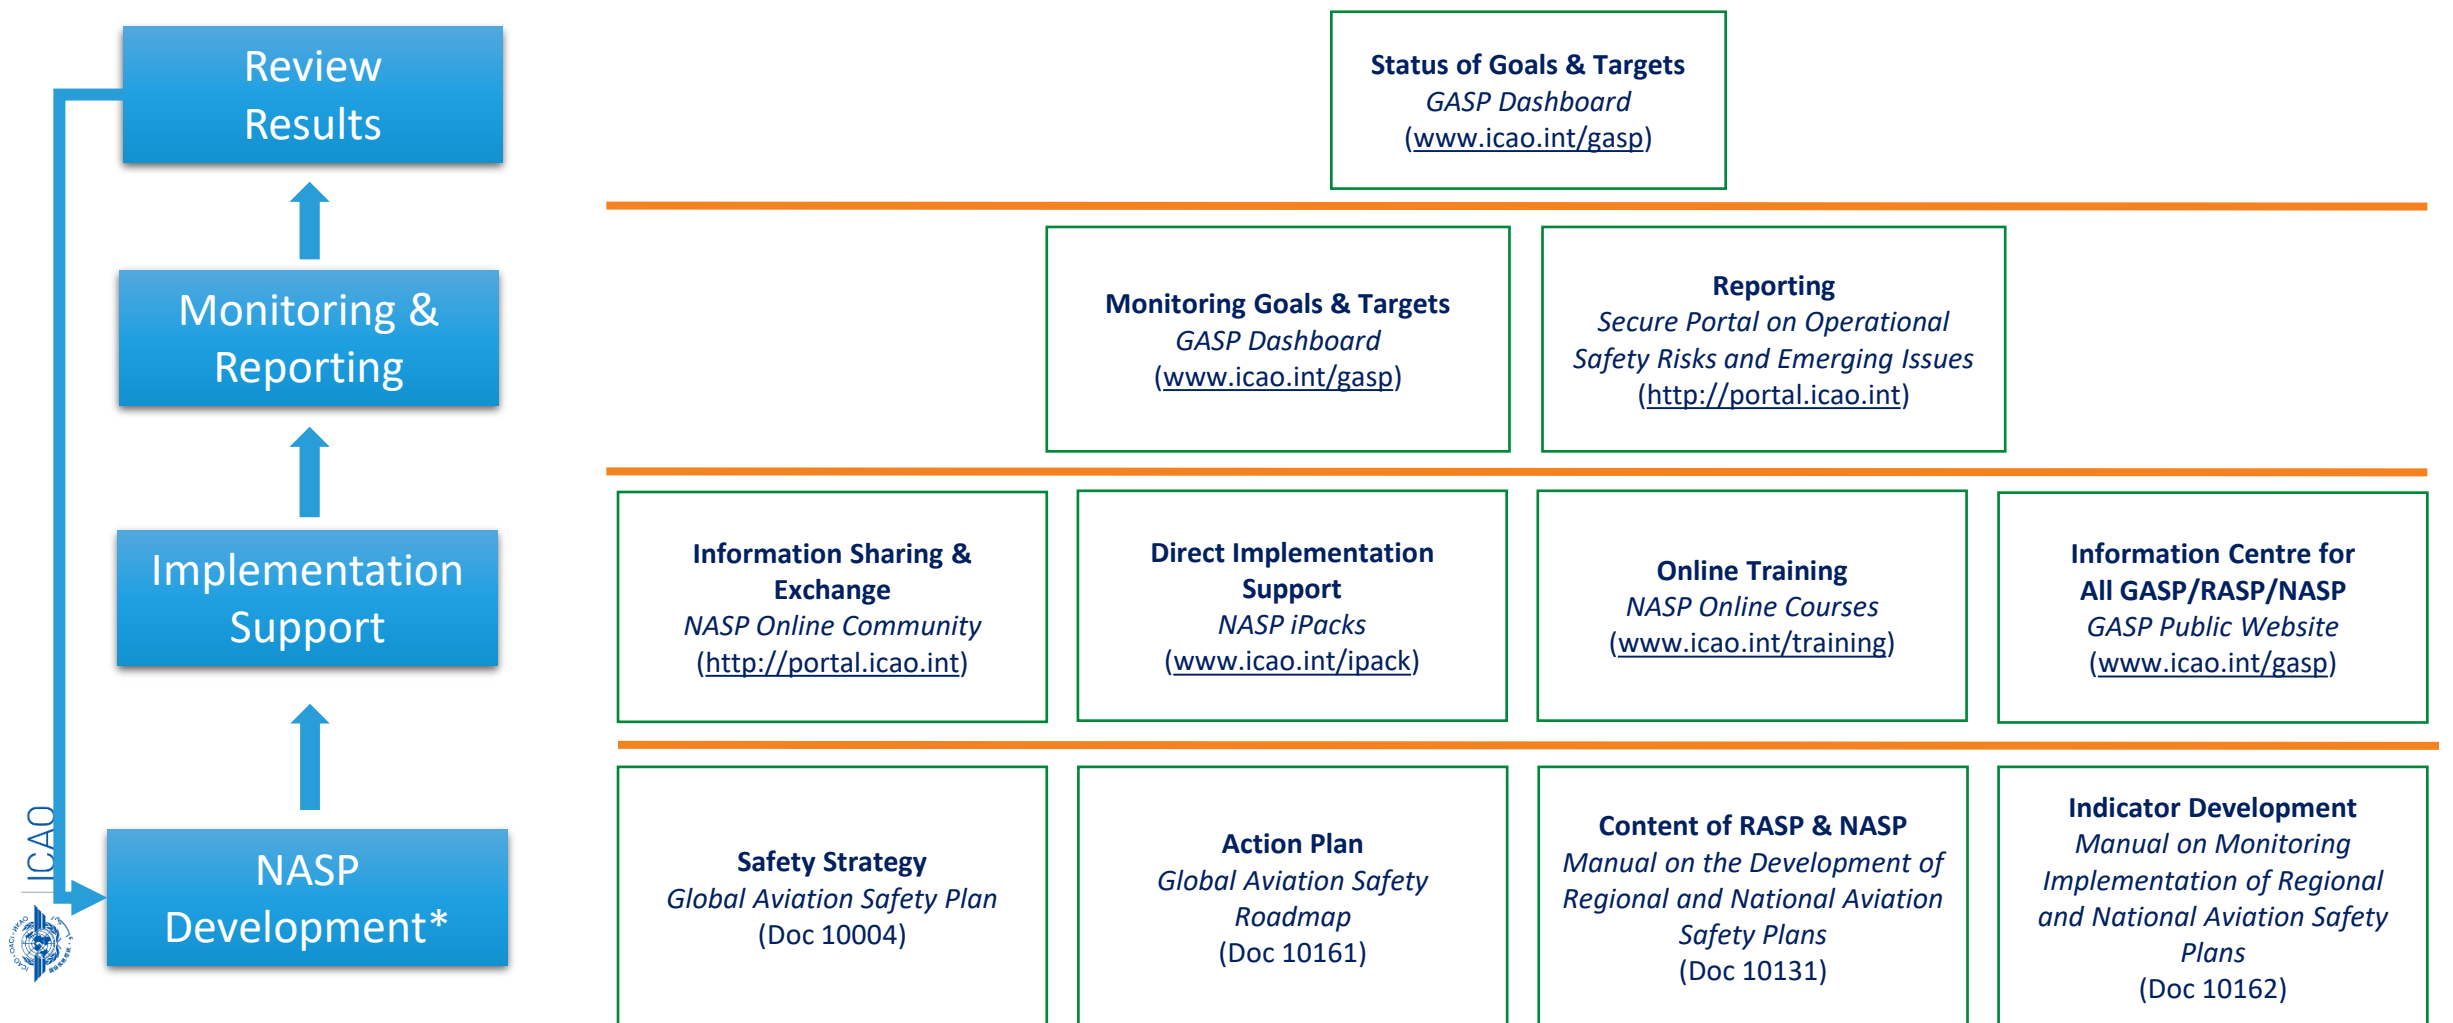 Review
Results
Status of Goals & Targets
GASP Dashboard
(www.icao.int/gasp)
Monitoring &
Reporting
Monitoring Goals & Targets
GASP Dashboard
(www.icao.int/gasp)
Reporting
Secure Portal on Operational
Safety Risks and Emerging Issues
(http://portal.icao.int)
Implementation
Support
Information Sharing &
Exchange
NASP Online Community
(http://portal.icao.int)
Direct Implementation
Support
NASP iPacks
(www.icao.int/ipack)
Online Training
NASP Online Courses
(www.icao.int/training)
Information Centre for
All GASP/RASP/NASP
GASP Public Website
(www.icao.int/gasp)
NASP
Development*
Safety Strategy
Global Aviation Safety Plan
(Doc 10004)
Action Plan
Global Aviation Safety
Roadmap
(Doc 10161)
Content of RASP & NASP
Manual on the Development of
Regional and National Aviation
Safety Plans
(Doc 10131)
Indicator Development
Manual on Monitoring
Implementation of Regional
and National Aviation Safety
Plans
(Doc 10162)
ICAO